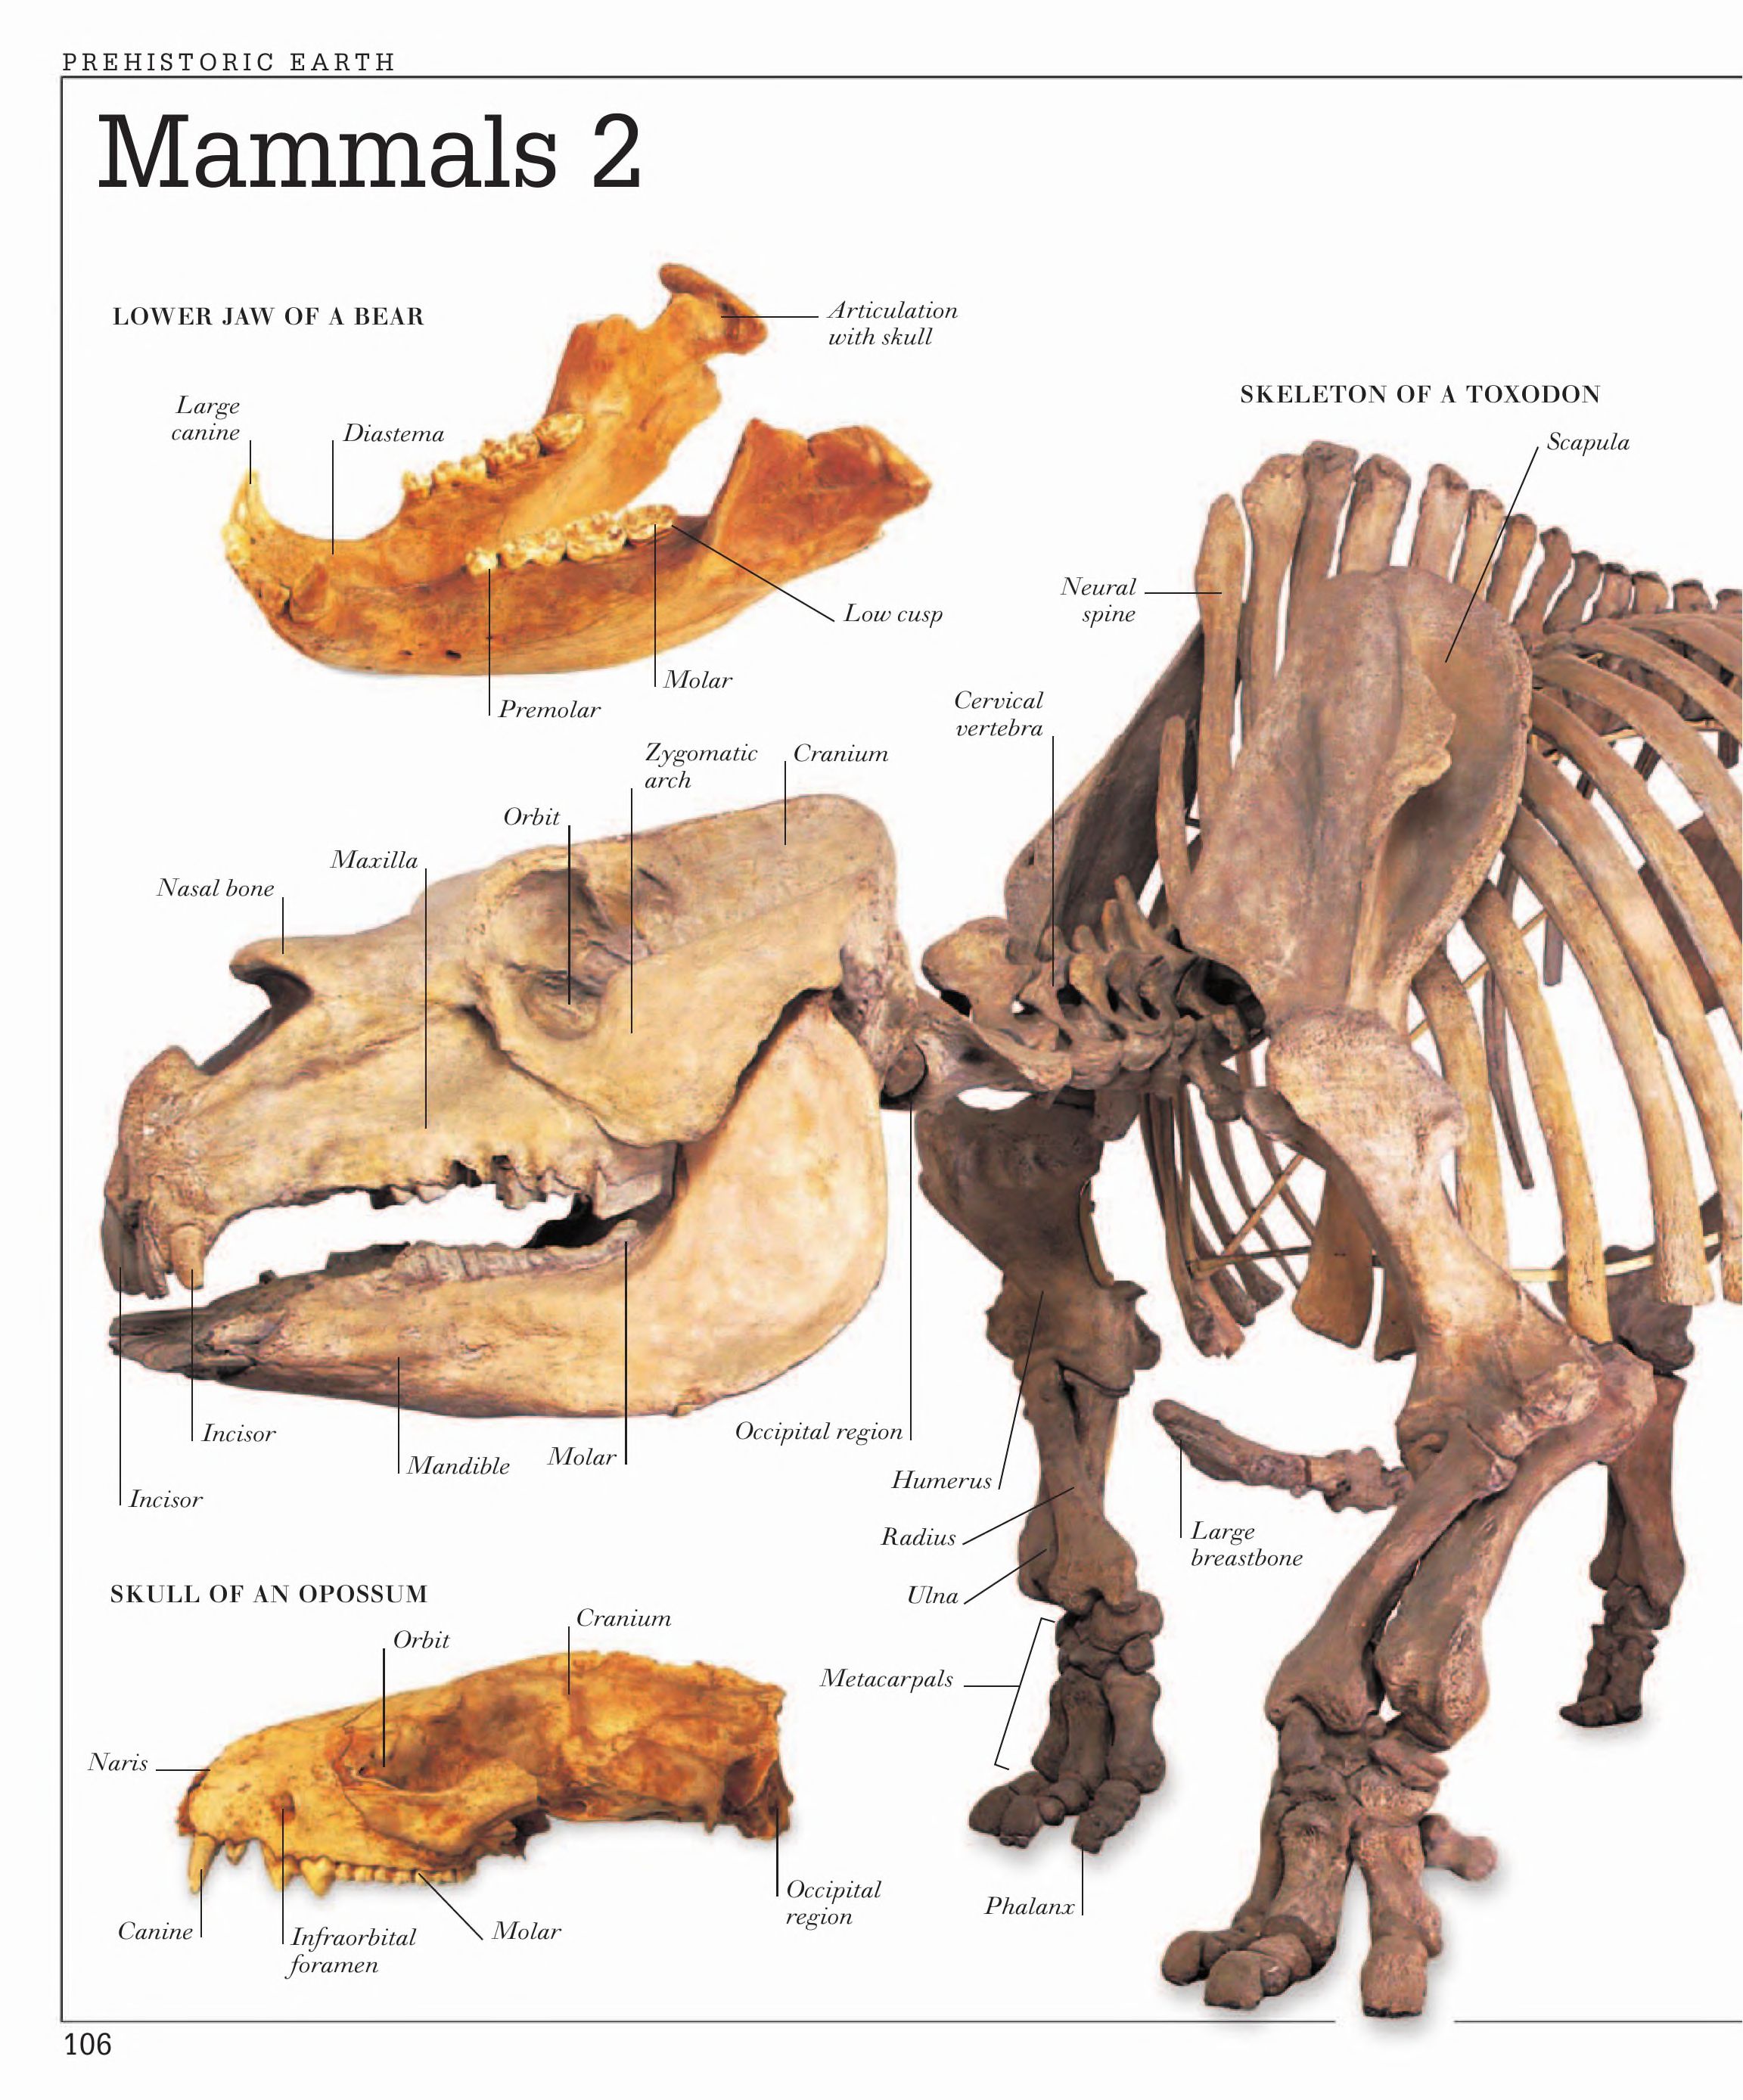 PREHISTORIC EARTH
Mammals 2
LOWER JAW OF A BEAR
Articulation
with skull
Large
canine
Diastema
Low cusp
Molar
Premolar
SKELETON OF A TOXODON
Scapula
Neural
spine
Cervical
vertebra
Zygomatic
arch
Cranium
Orbit
Maxilla
Nasal bone
Incisor
Mandible
Molar
Occipital region
Incisor
Humerus
Radius
Ulna
Large
breastbone
Metacarpals
Phalanx
SKULL OF AN OPOSSUM
Cranium
Orbit
Naris
Canine
Infraorbital
foramen
Molar
Occipital
region
106